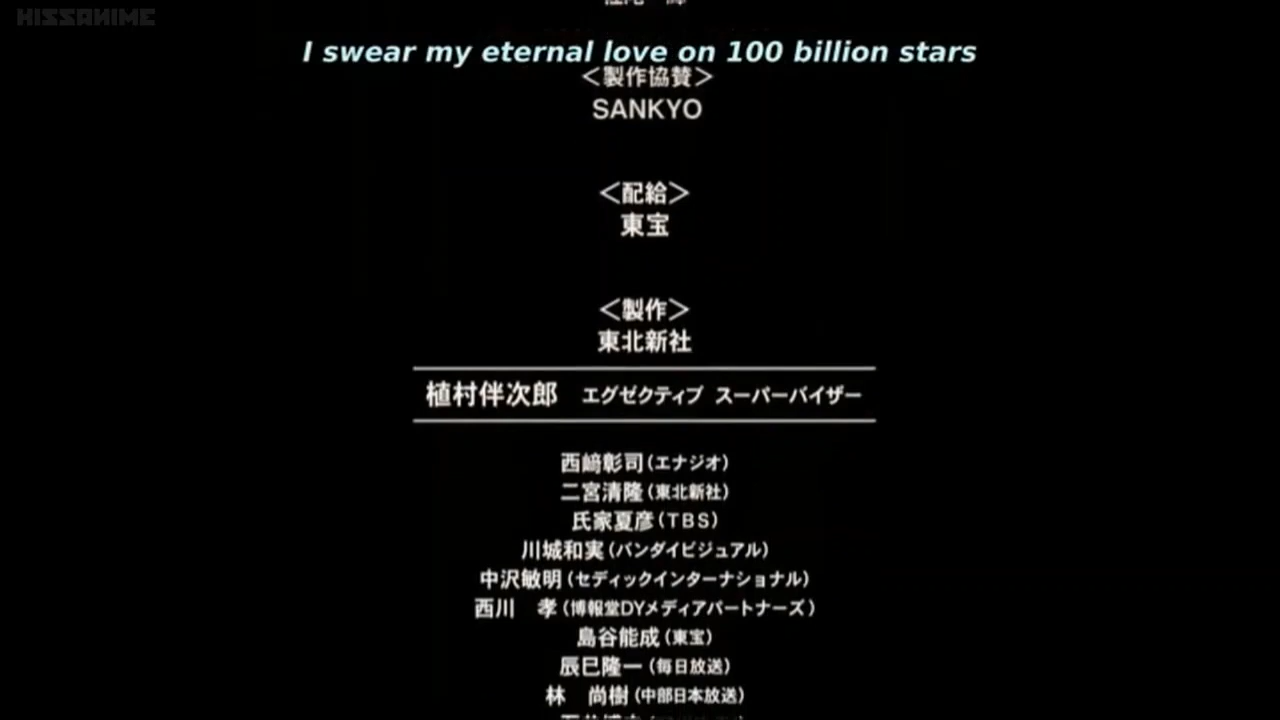 KISSANIME
I swear my eternal love on 100 billion stars
＜製作協賛＞
SANKYO
＜配給＞
東宝
＜製作＞
東北新社
植村伴次郎　エグゼクティブ スーパーバイザー
西﨑彰司（エナジオ）
二宮清隆（東北新社）
氏家夏彦（TBS）
川城和実（バンダイビジュアル）
中沢敏明（セディックインターナショナル）
西川　孝（博報堂DYメディアパートナーズ）
島谷能成（東宝）
辰巳隆一（毎日放送）
林　尚樹（中部日本放送）